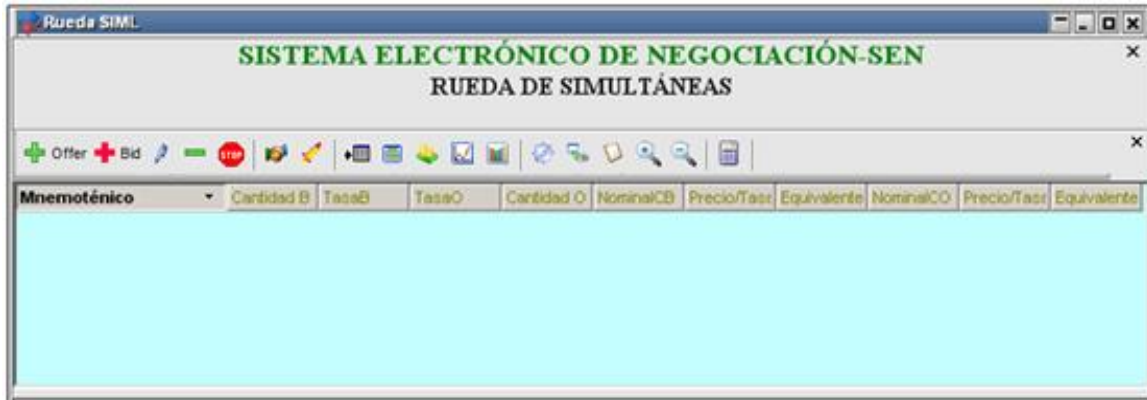 Rueda SIML
SISTEMA ELECTRÓNICO DE NEGOCIACIÓN-SEN
RUEDA DE SIMULTÁNEAS
Offer Bid STOP
Mnemoténico Cantidad B TasaB TasaO Cantidad O NominalCB Precio/Tasa Equivalente NominalCO Precio/Tasa Equivalente